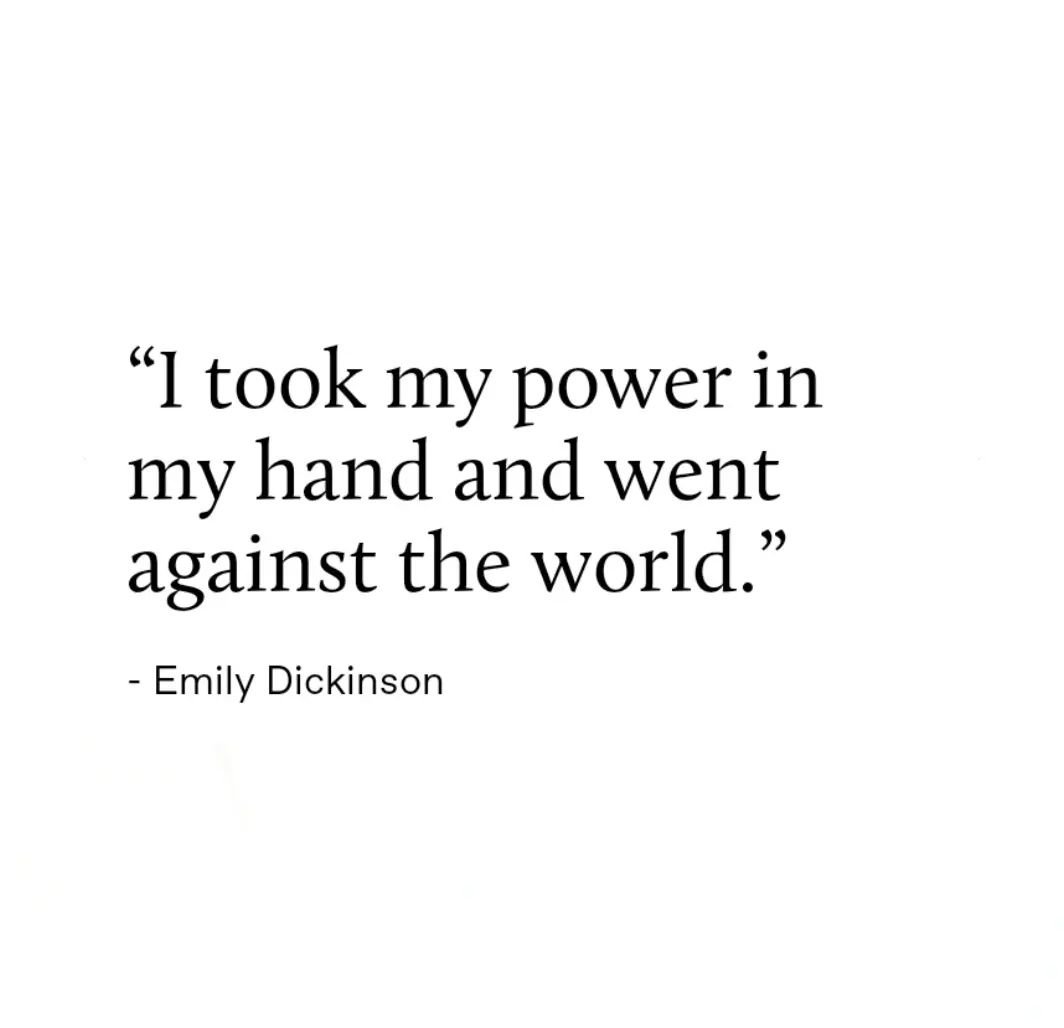 “I took my power in
my hand and went
against the world.”
- Emily Dickinson